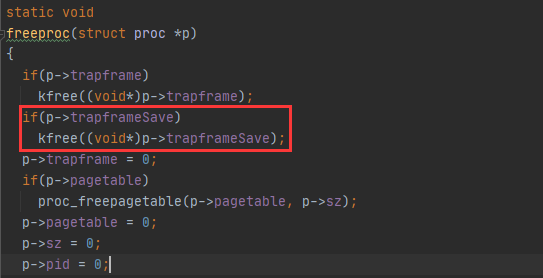 static void
freeproc(struct proc *p)
{
  if(p->trapframe)
    kfree((void*)p->trapframe);
  if(p->trapframeSave)
    kfree((void*)p->trapframeSave);
  p->trapframe = 0;
  if(p->pagetable)
    proc_freepagetable(p->pagetable, p->sz);
  p->pagetable = 0;
  p->sz = 0;
  p->pid = 0;